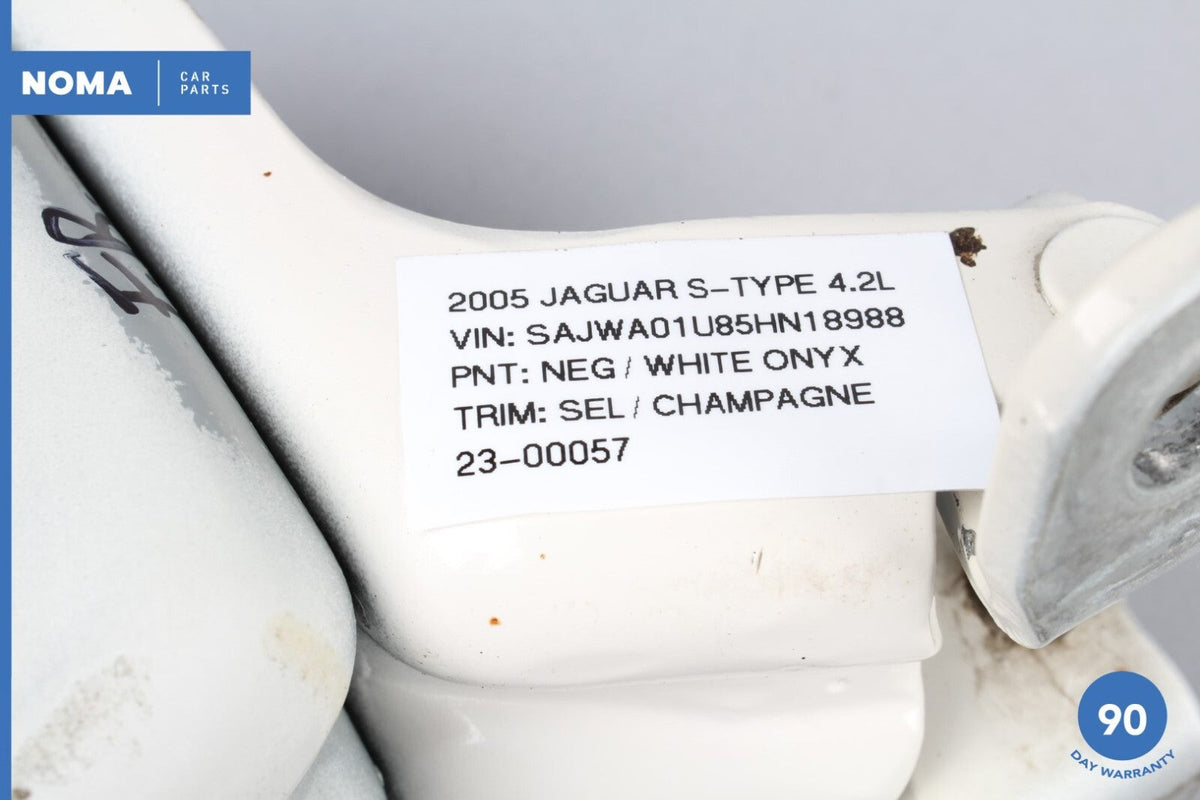 NOMA
CAR
PARTS
FR
2005 JAGUAR S-TYPE 4.2L
VIN: SAJWA01U85HN18988
PNT: NEG / WHITE ONYX
TRIM: SEL / CHAMPAGNE
23-00057
90
DAY WARRANTY